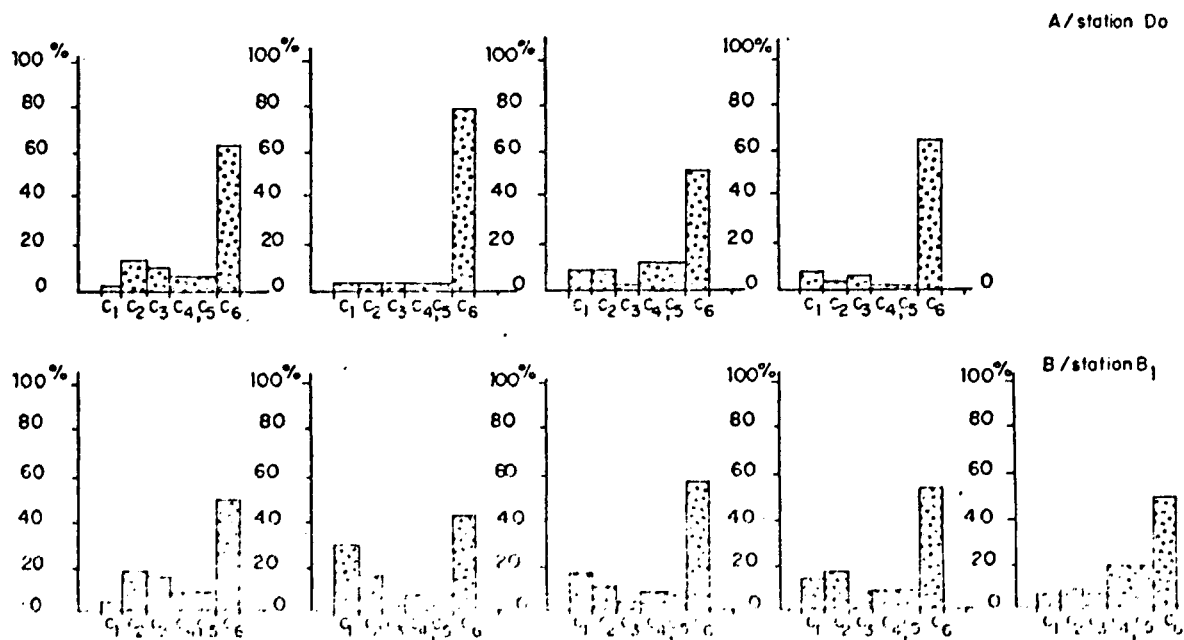 A/station Do
100 % 100 100 % 100%
80 80 80 80
60 60 60 60
40 40 40 40
20 20 20 20
0 0 0 0 0
C1 C2 C3 C4,C5 C6 C1 C2 C3 C4,C5 C6 C1 C2 C3 C4,C5 C6 C1 C2 C3 C4,C5 C6
B/station B1
100% 100% 100% 100% 100%
80 80 80 80 80
60 60 60 60 60
40 40 40 40 40
20 20 20 20 20
0 0 0 0 0